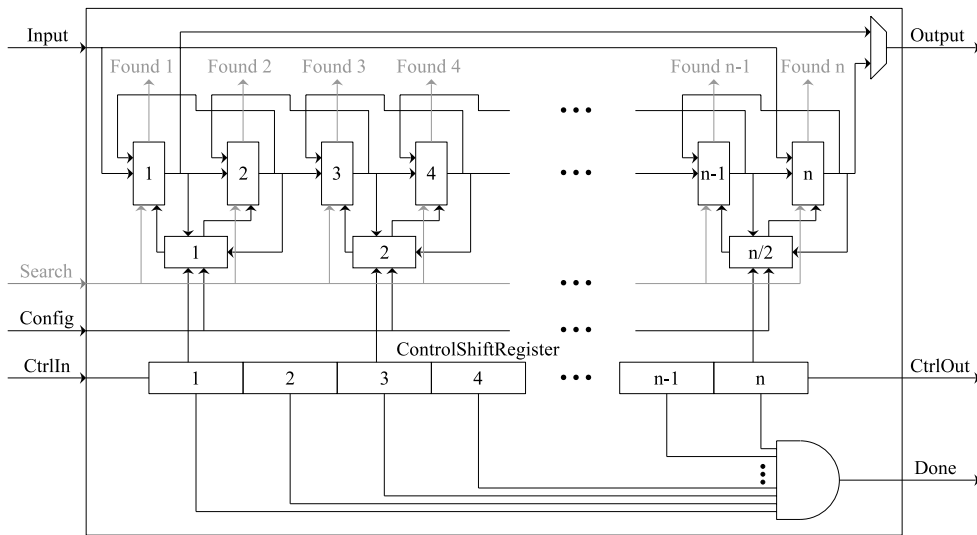 Input
Output
Found 1
Found 2
Found 3
Found 4
Found n-1
Found n
1
2
3
4
n-1
n
1
2
n/2
Search
Config
ControlShiftRegister
CtrlIn
1
2
3
4
n-1
n
CtrlOut
Done